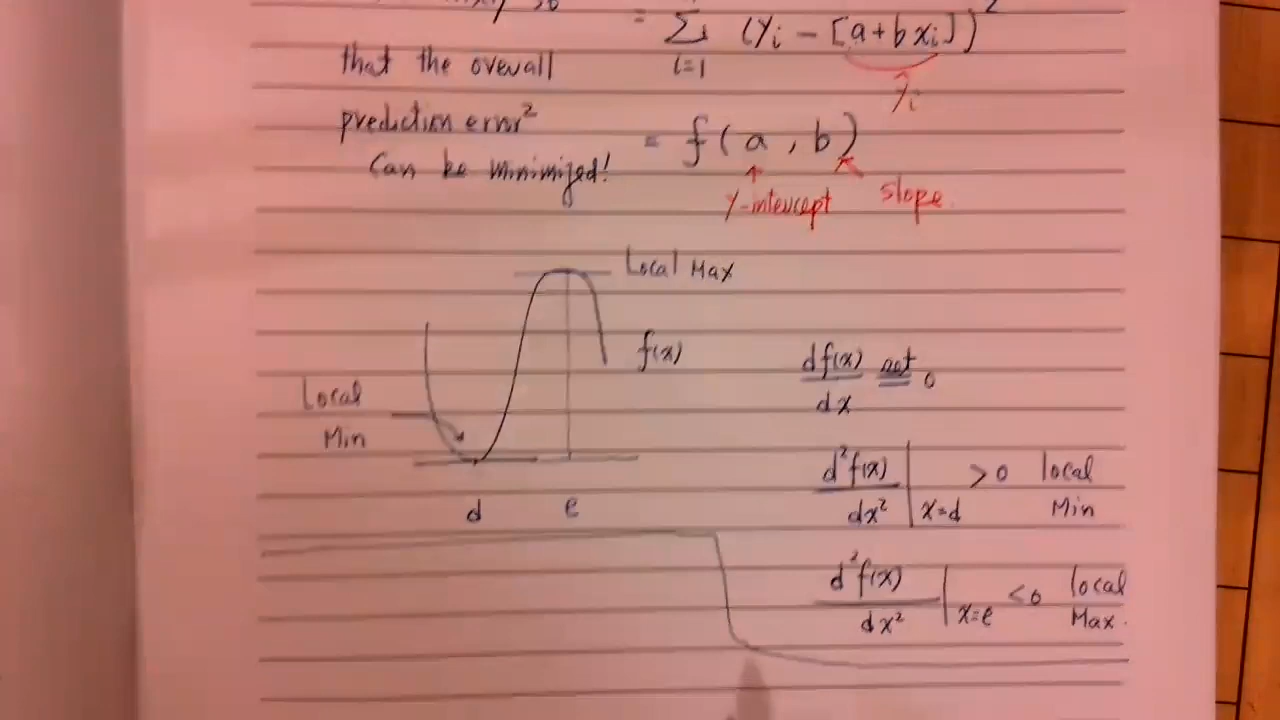 = Σ (yi − [a+bxi])²
i=1
that the overall
ŷi
prediction error²
= f(a, b)
can be minimized!
y-intercept slope
Local Max
f(x)
Local
Min
d e
df(x)/dx set 0
d²f(x)/dx² | x=d >0 local
Min
d²f(x)/dx² | x=e <0 local
Max.